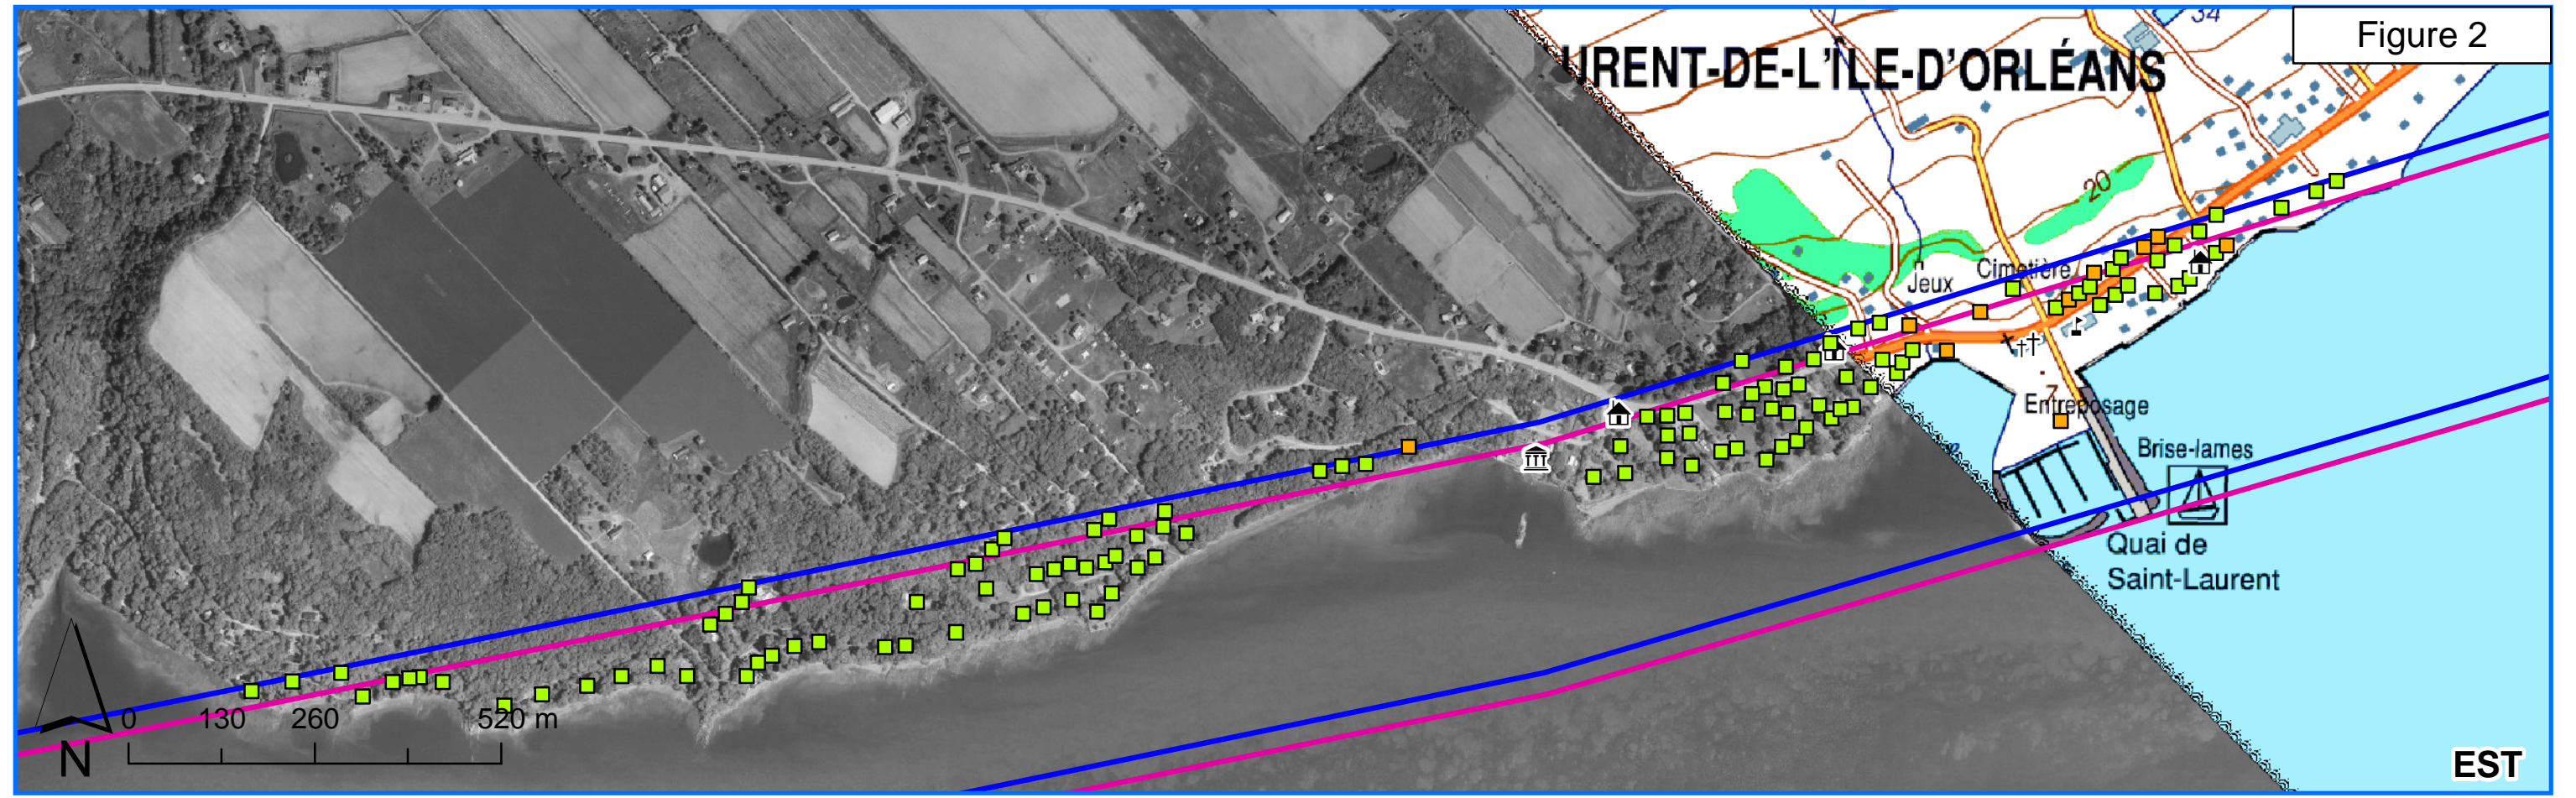 Figure 2
34
URENT-DE-L'ÎLE-D'ORLÉANS
20
Jeux
Cimetière
7
Entreposage
Brise-lames
Quai de
Saint-Laurent
0 130 260 520 m
N
EST